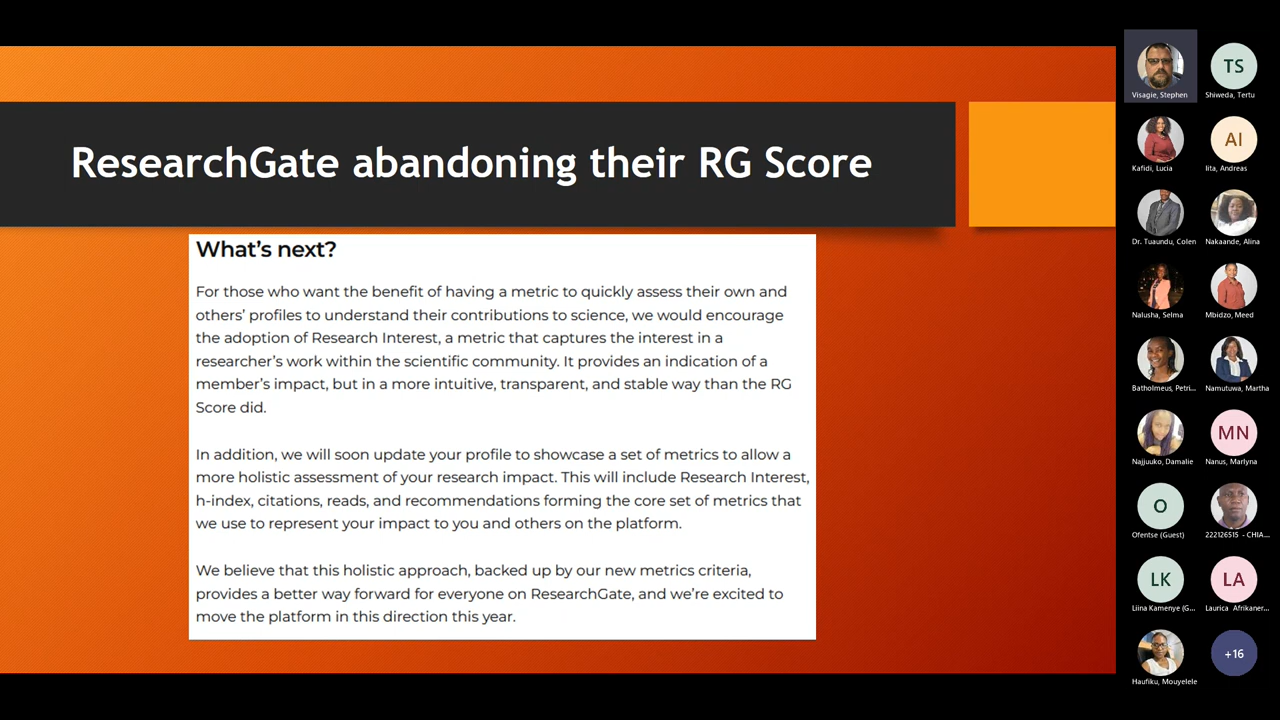 ResearchGate abandoning their RG Score
What's next?
For those who want the benefit of having a metric to quickly assess their own and
others' profiles to understand their contributions to science, we would encourage
the adoption of Research Interest, a metric that captures the interest in a
researcher's work within the scientific community. It provides an indication of a
member's impact, but in a more intuitive, transparent, and stable way than the RG
Score did.
In addition, we will soon update your profile to showcase a set of metrics to allow a
more holistic assessment of your research impact. This will include Research Interest,
h-index, citations, reads, and recommendations forming the core set of metrics that
we use to represent your impact to you and others on the platform.
We believe that this holistic approach, backed up by our new metrics criteria,
provides a better way forward for everyone on ResearchGate, and we're excited to
move the platform in this direction this year.
Visagie, Stephen
TS
Shiweda, Tertu
Kafidi, Lucia
AI
Iita, Andreas
Dr. Tuaundu, Colen
Nakaande, Alina
Nalusha, Selma
Mbidzo, Meed
Batholmeus, Petri...
Namutuwa, Martha
Najjuuko, Damalie
MN
Nanus, Marlyna
O
Ofentse (Guest)
222126515 - CHIA...
LK
Liina Kamenye (G...
LA
Laurica Afrikaner...
Haufiku, Mouyelele
+16